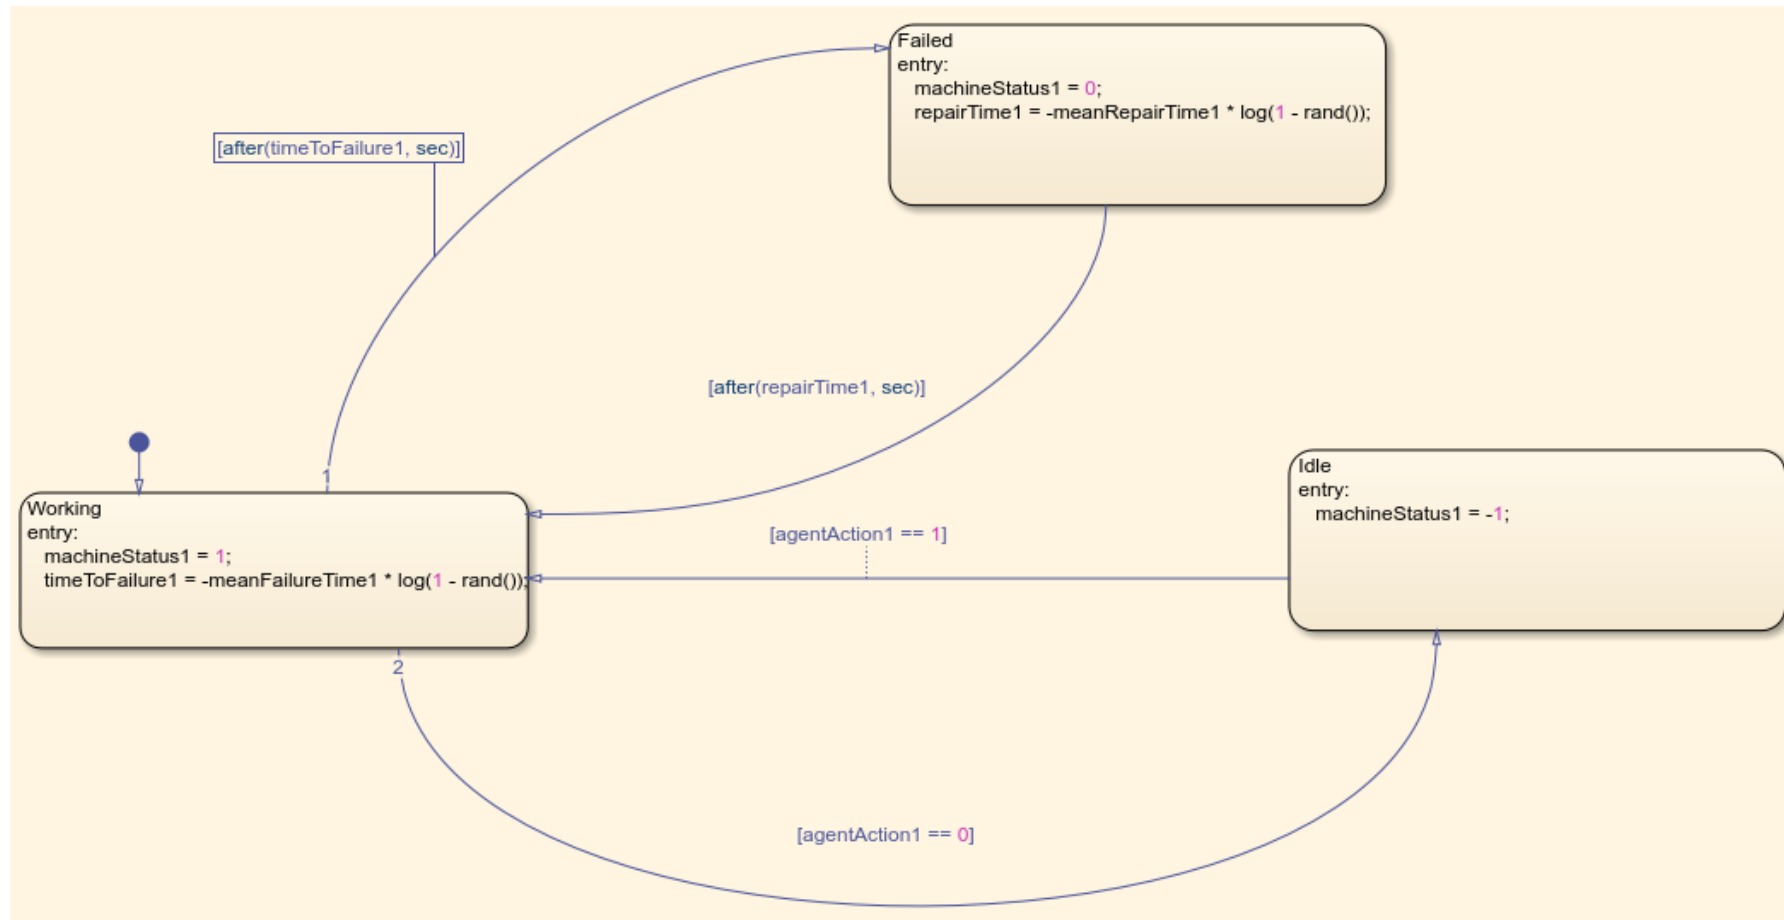 Failed
entry:
machineStatus1 = 0;
repairTime1 = -meanRepairTime1 * log(1 - rand());
[after(timeToFailure1, sec)]
[after(repairTime1, sec)]
1
Working
entry:
machineStatus1 = 1;
timeToFailure1 = -meanFailureTime1 * log(1 - rand());
Idle
entry:
machineStatus1 = -1;
[agentAction1 == 1]
2
[agentAction1 == 0]